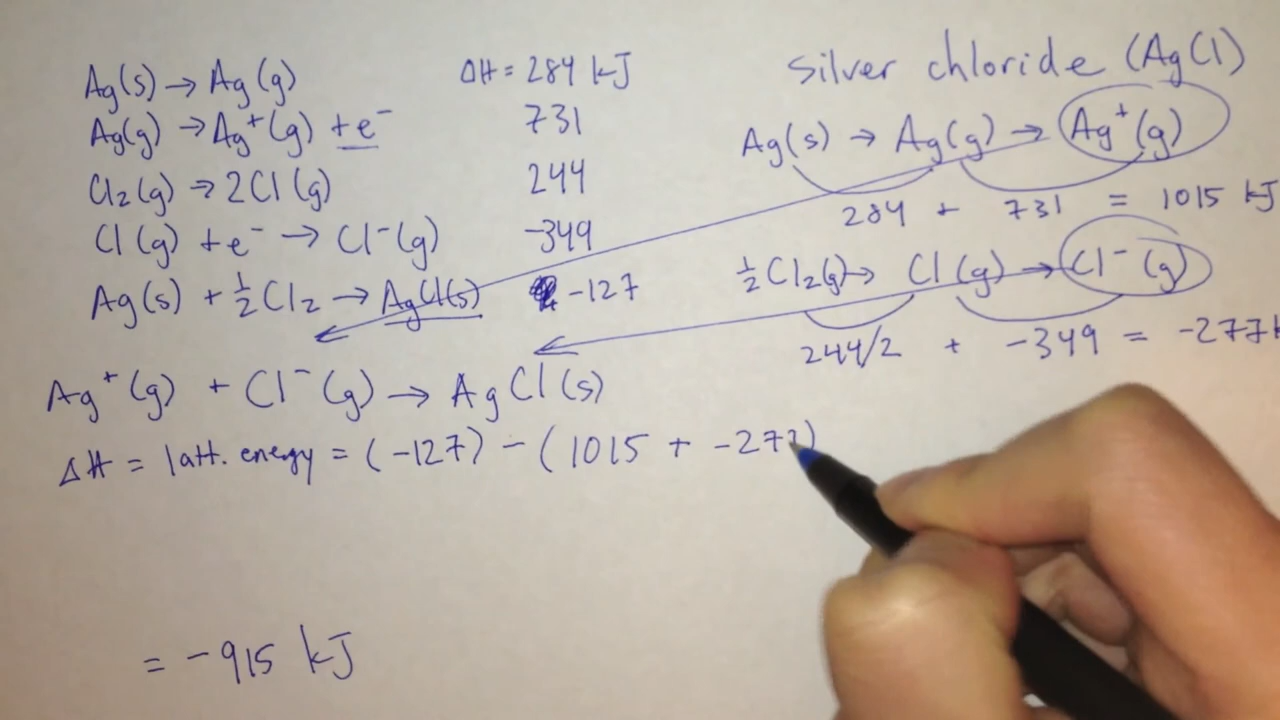 Ag(s) → Ag(g) ΔH = 284 kJ
Ag(g) → Ag⁺(g) + e⁻ 731
Cl₂(g) → 2Cl(g) 244
Cl(g) + e⁻ → Cl⁻(g) -349
Ag(s) + ½Cl₂ → AgCl(s) -127
Ag⁺(g) + Cl⁻(g) → AgCl(s)
ΔH = latt. energy = (-127) - (1015 + -277)
= -915 kJ
Silver chloride (AgCl)
Ag(s) → Ag(g) → Ag⁺(g)
284 + 731 = 1015 kJ
½Cl₂(g) → Cl(g) → Cl⁻(g)
244/2 + -349 = -277k